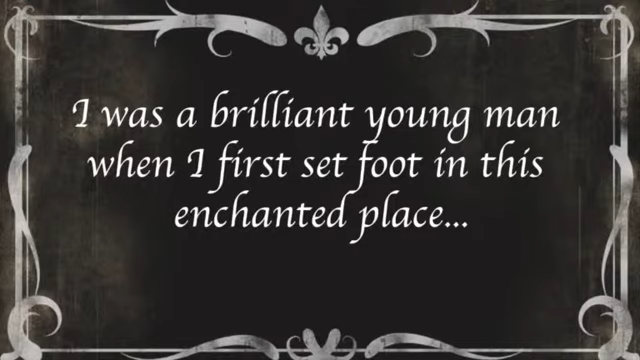 I was a brilliant young man
when I first set foot in this
enchanted place...